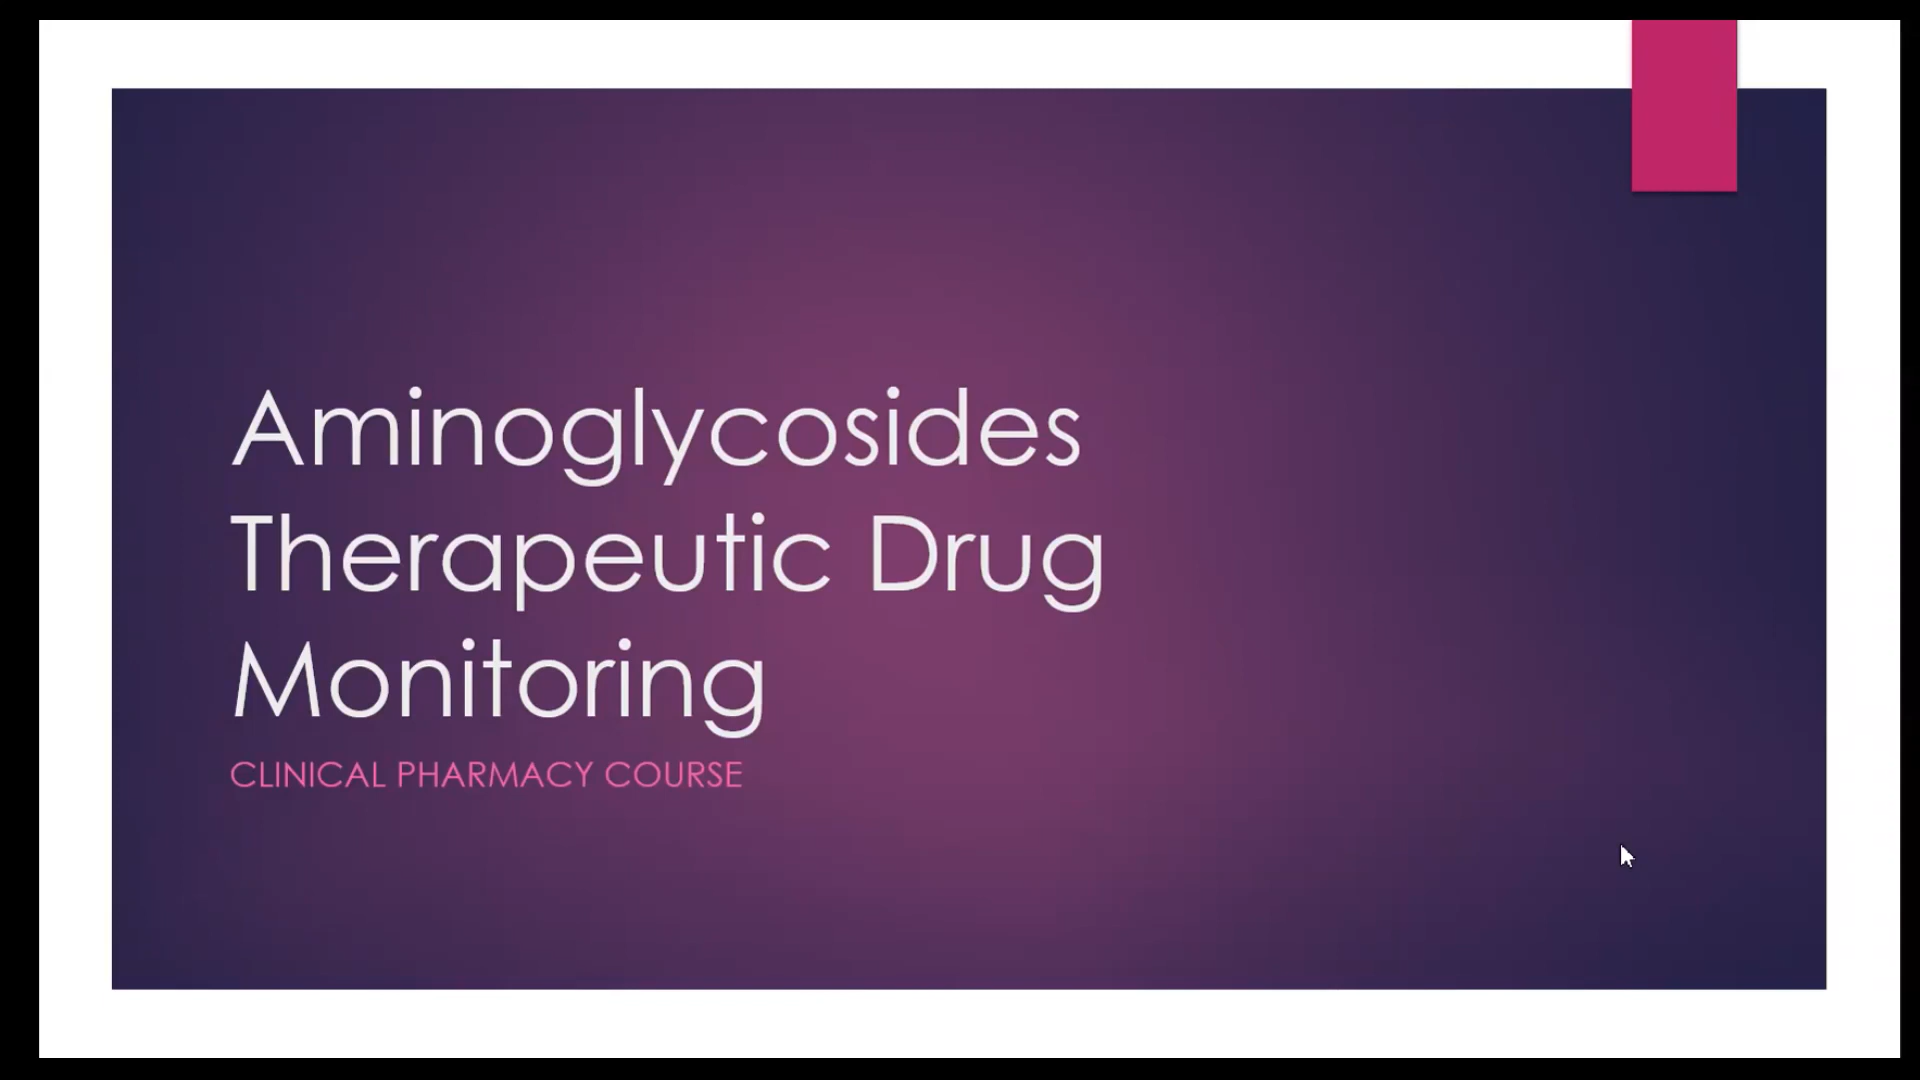 Aminoglycosides
Therapeutic Drug
Monitoring
CLINICAL PHARMACY COURSE